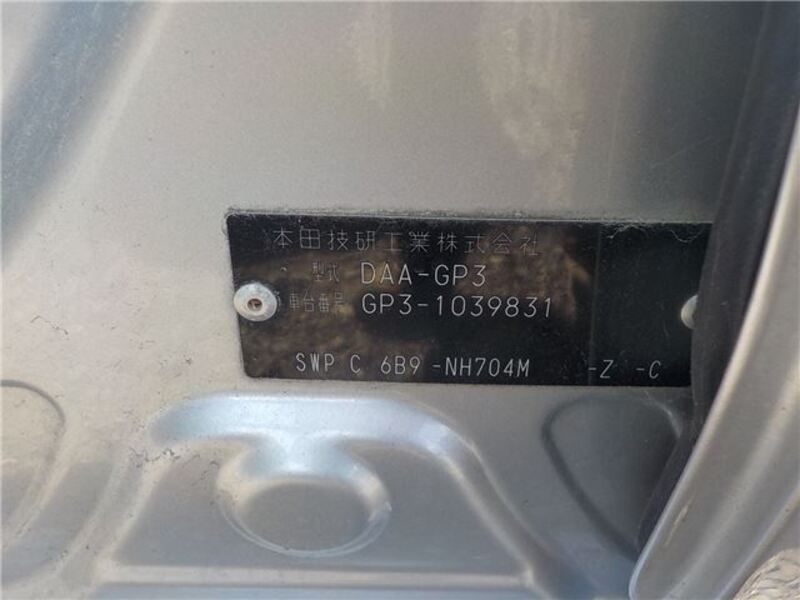 本田技研工業株式会社
型式 DAA-GP3
車台番号 GP3-1039831
SWP C 6B9 -NH704M -Z -C